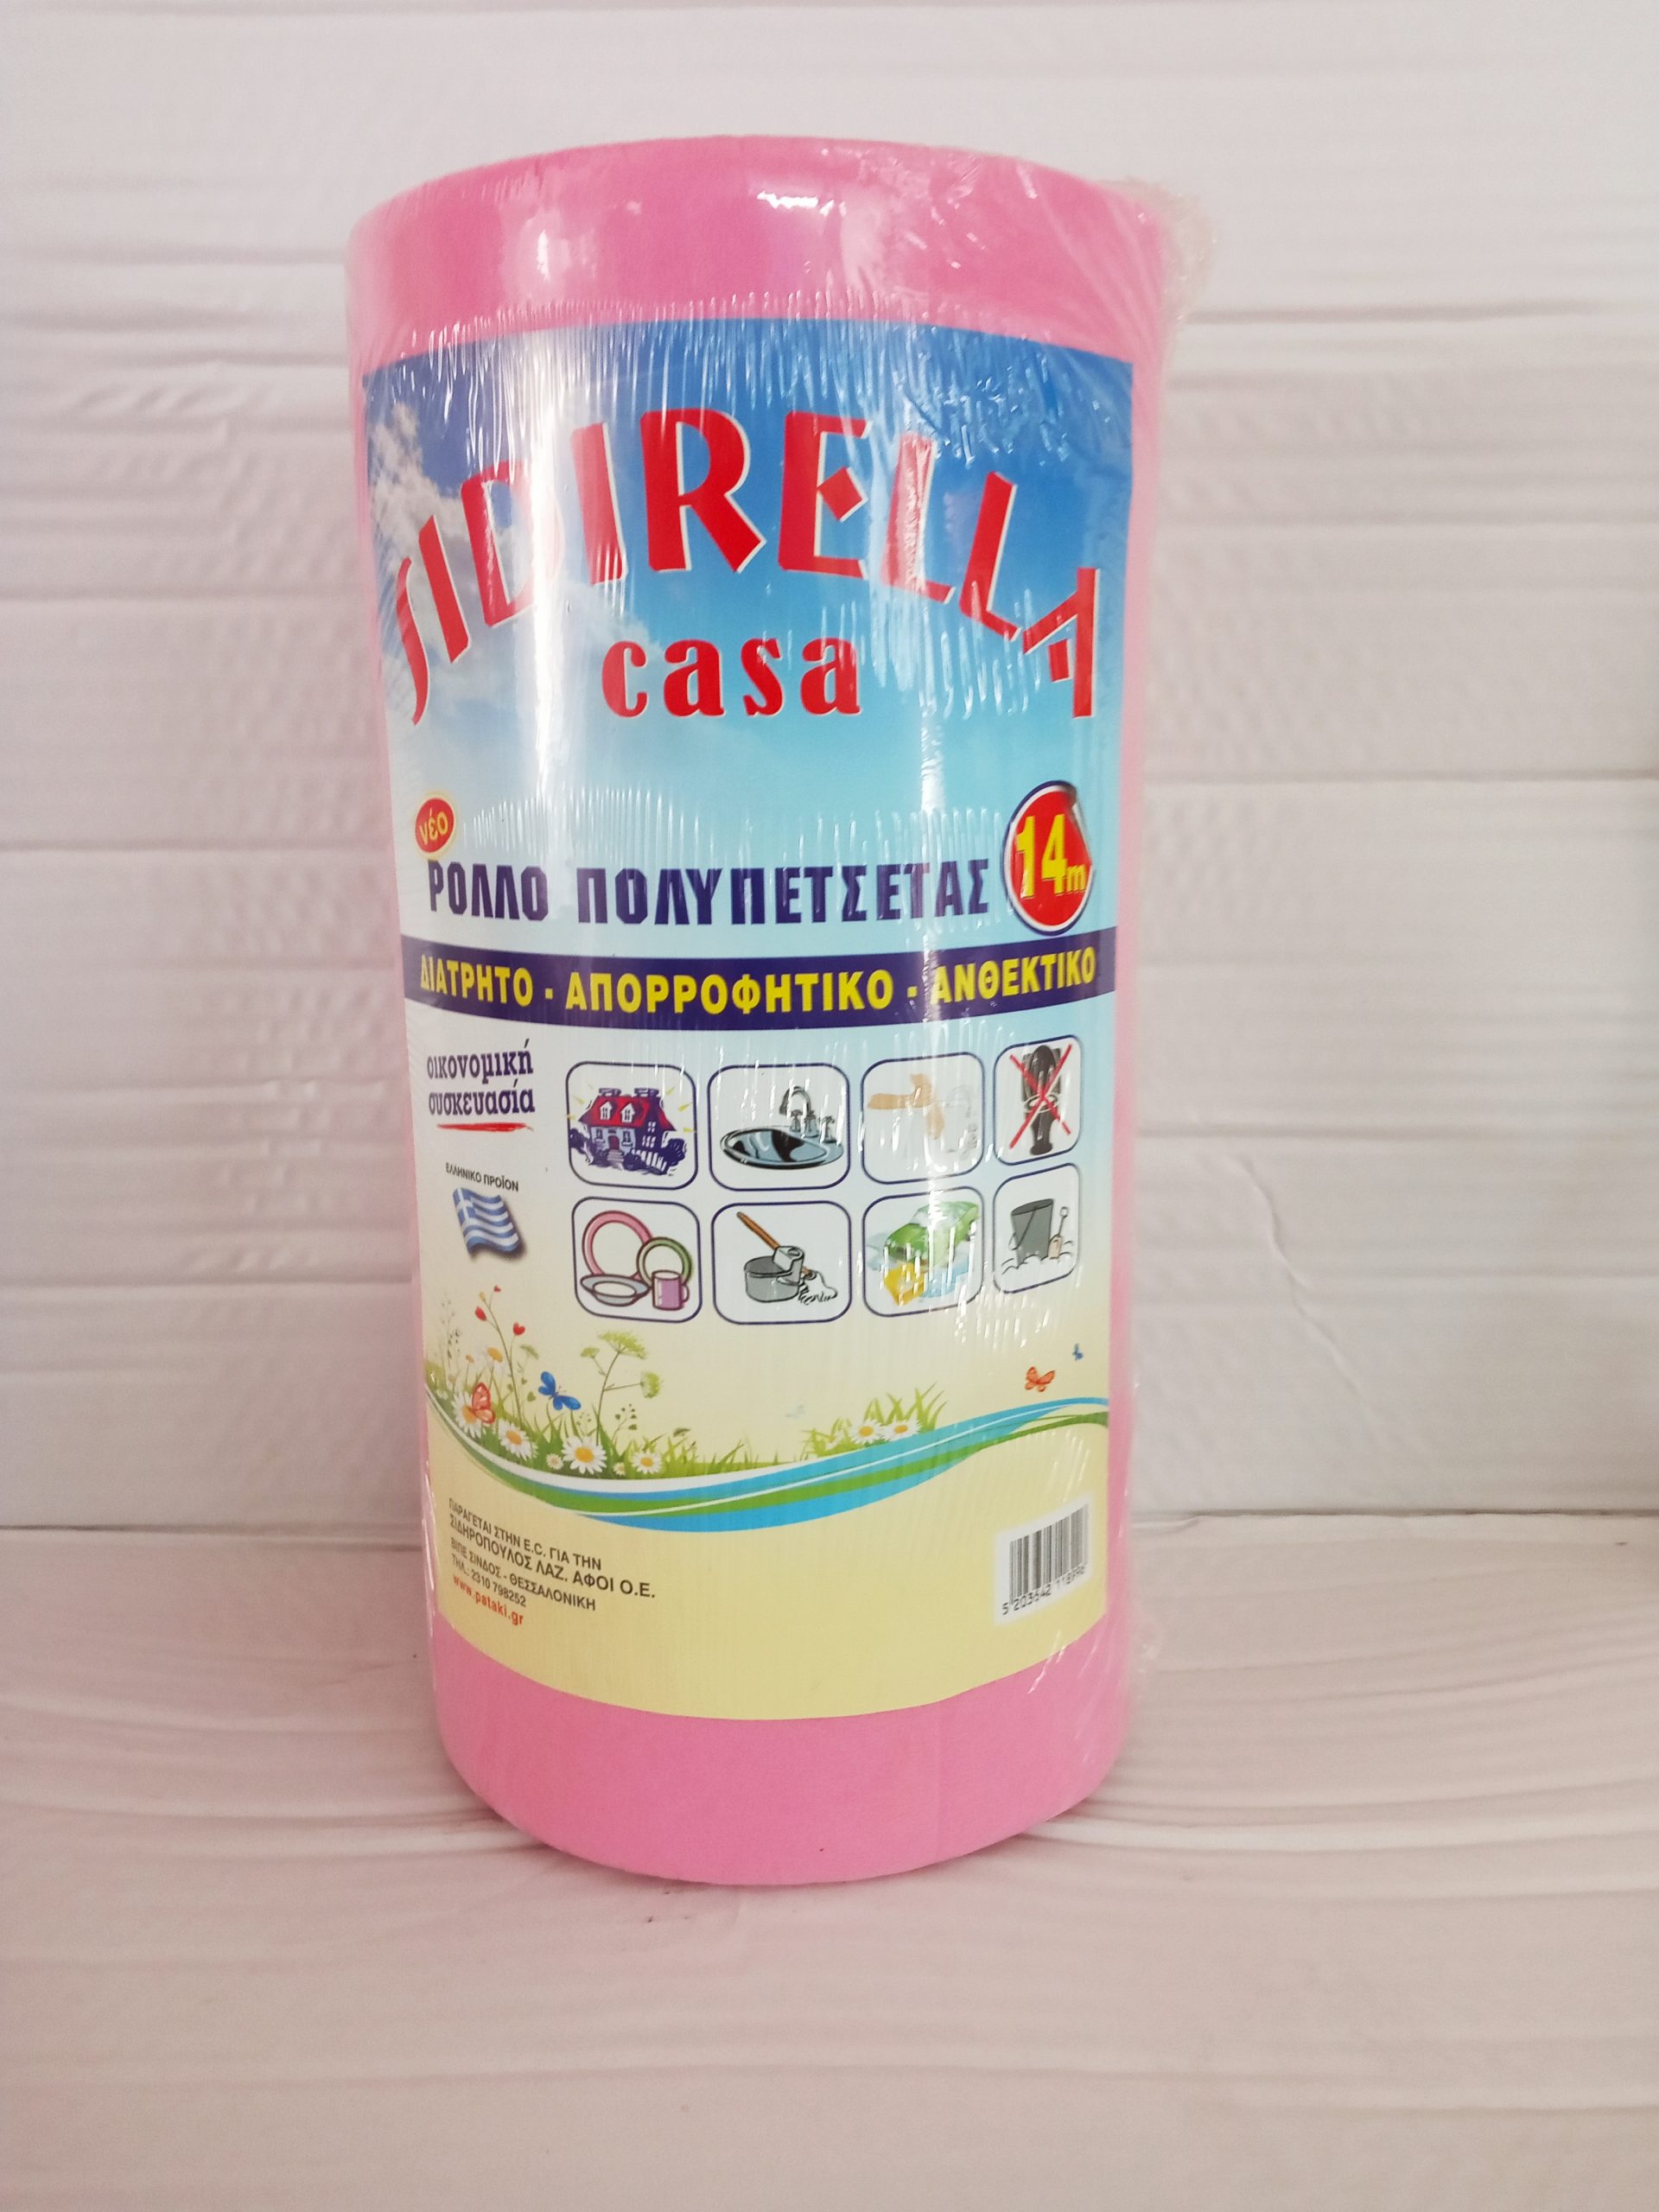 SIDIRELLA
casa
νέο
ΡΟΛΛΟ ΠΟΛΥΠΕΤΣΕΤΑΣ
14m
ΔΙΑΤΡΗΤΟ - ΑΠΟΡΡΟΦΗΤΙΚΟ - ΑΝΘΕΚΤΙΚΟ
οικονομική
συσκευασία
ΕΛΛΗΝΙΚΟ ΠΡΟΪΟΝ
ΠΑΡΑΓΕΤΑΙ ΣΤΗΝ E.C. ΓΙΑ ΤΗΝ
ΣΙΔΗΡΟΠΟΥΛΟΣ ΛΑΖ. ΑΦΟΙ Ο.Ε.
ΒΙΠΕ ΣΙΝΔΟΣ - ΘΕΣΣΑΛΟΝΙΚΗ
ΤΗΛ.: 2310 798252
www.pataki.gr